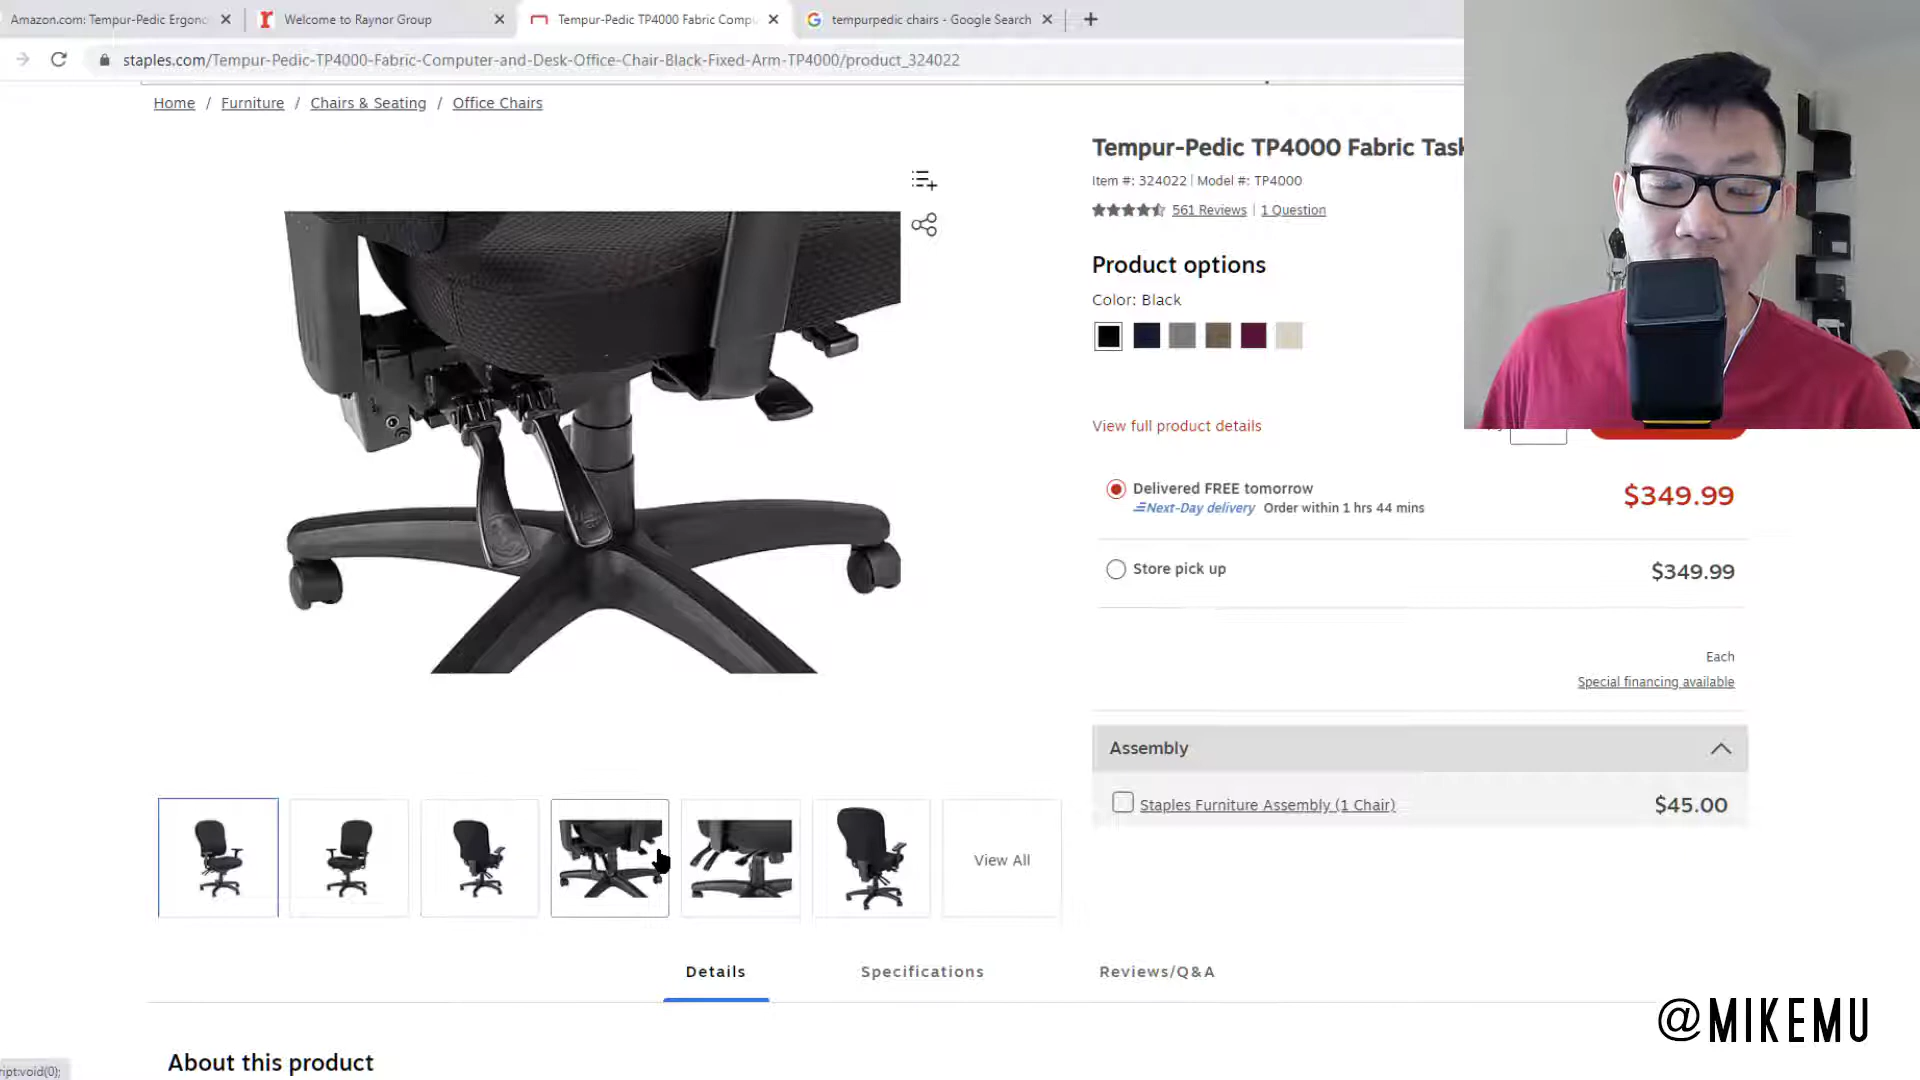 Amazon.com: Tempur-Pedic Ergono
Welcome to Raynor Group
Tempur-Pedic TP4000 Fabric Compu
tempurpedic chairs - Google Search
staples.com/Tempur-Pedic-TP4000-Fabric-Computer-and-Desk-Office-Chair-Black-Fixed-Arm-TP4000/product_324022
Home / Furniture / Chairs & Seating / Office Chairs
Tempur-Pedic TP4000 Fabric Task
Item #: 324022 | Model #: TP4000
561 Reviews | 1 Question
Product options
Color: Black
View full product details
Delivered FREE tomorrow
$349.99
Next-Day delivery Order within 1 hrs 44 mins
Store pick up
$349.99
Each
Special financing available
Assembly
Staples Furniture Assembly (1 Chair)
$45.00
View All
Details
Specifications
Reviews/Q&A
About this product
@MIKEMU
ript:void(0);